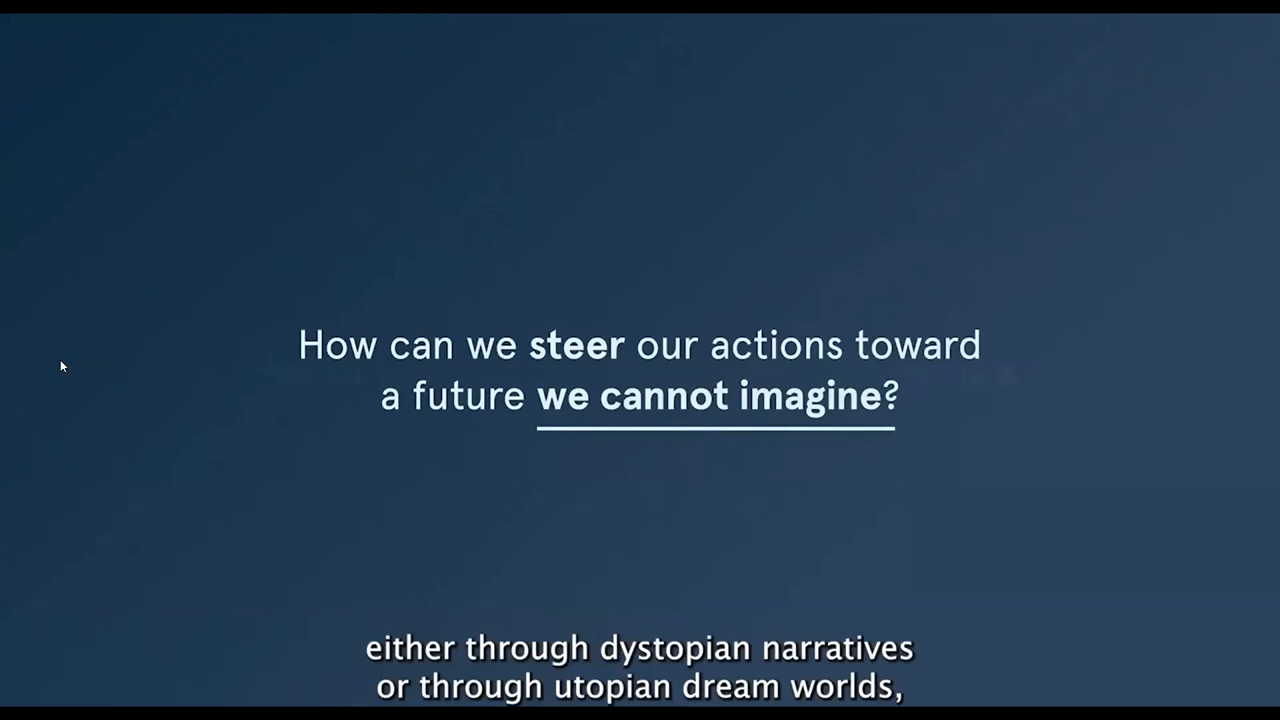 How can we steer our actions toward
a future we cannot imagine?
either through dystopian narratives
or through utopian dream worlds,